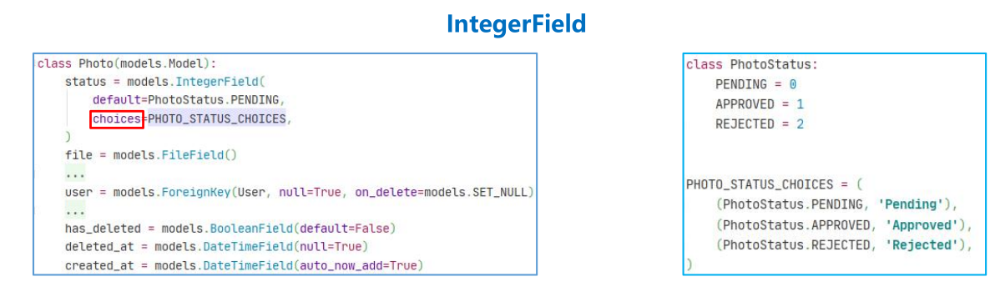 IntegerField
class Photo(models.Model):
    status = models.IntegerField(
        default=PhotoStatus.PENDING,
        choices=PHOTO_STATUS_CHOICES,
    )
    file = models.FileField()
    ...
    user = models.ForeignKey(User, null=True, on_delete=models.SET_NULL)
    ...
    has_deleted = models.BooleanField(default=False)
    deleted_at = models.DateTimeField(null=True)
    created_at = models.DateTimeField(auto_now_add=True)
class PhotoStatus:
    PENDING = 0
    APPROVED = 1
    REJECTED = 2
PHOTO_STATUS_CHOICES = (
    (PhotoStatus.PENDING, 'Pending'),
    (PhotoStatus.APPROVED, 'Approved'),
    (PhotoStatus.REJECTED, 'Rejected'),
)